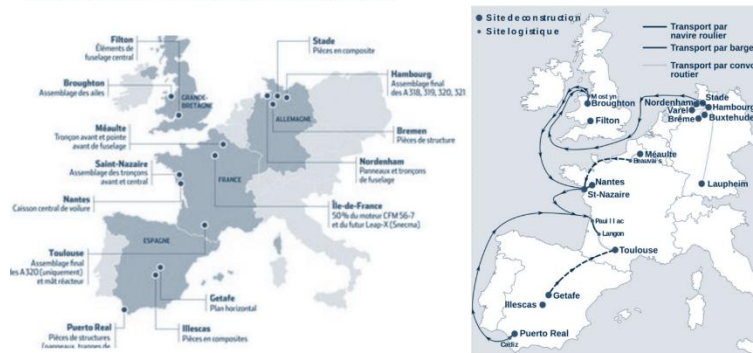 Filton
Éléments de
fuselage central
Broughton
Assemblage des ailes
GRANDE-
BRETAGNE
Stade
Pièces en composite
Hambourg
Assemblage final
des A318, 319, 320, 321
ALLEMAGNE
Bremen
Pièces de structure
Nordenham
Panneaux et tronçons
de fuselage
Méaulte
Tronçon avant et pointe
avant de fuselage
Saint-Nazaire
Assemblage des tronçons
avant et central
FRANCE
Nantes
Caisson central de voilure
Île-de-France
50% du moteur CFM 56-7
et du futur Leap-X (Snecma)
ESPAGNE
Toulouse
Assemblage final
les A320 (uniquement)
et mât réacteur
Getafe
Plan horizontal
Puerto Real
Pièces de structures
Illescas
Pièces en composites
Site de construction
Site logistique
Transport par
navire roulier
Transport par barge
Transport par convo
routier
Mostyn
Broughton
Filton
Nordenham
Stade
Hambourg
Varel
Brême
Buxtehude
Méaulte
Beauvais
Laupheim
Nantes
St-Nazaire
Pauillac
Langon
Toulouse
Getafe
Illescas
Puerto Real
Cadiz